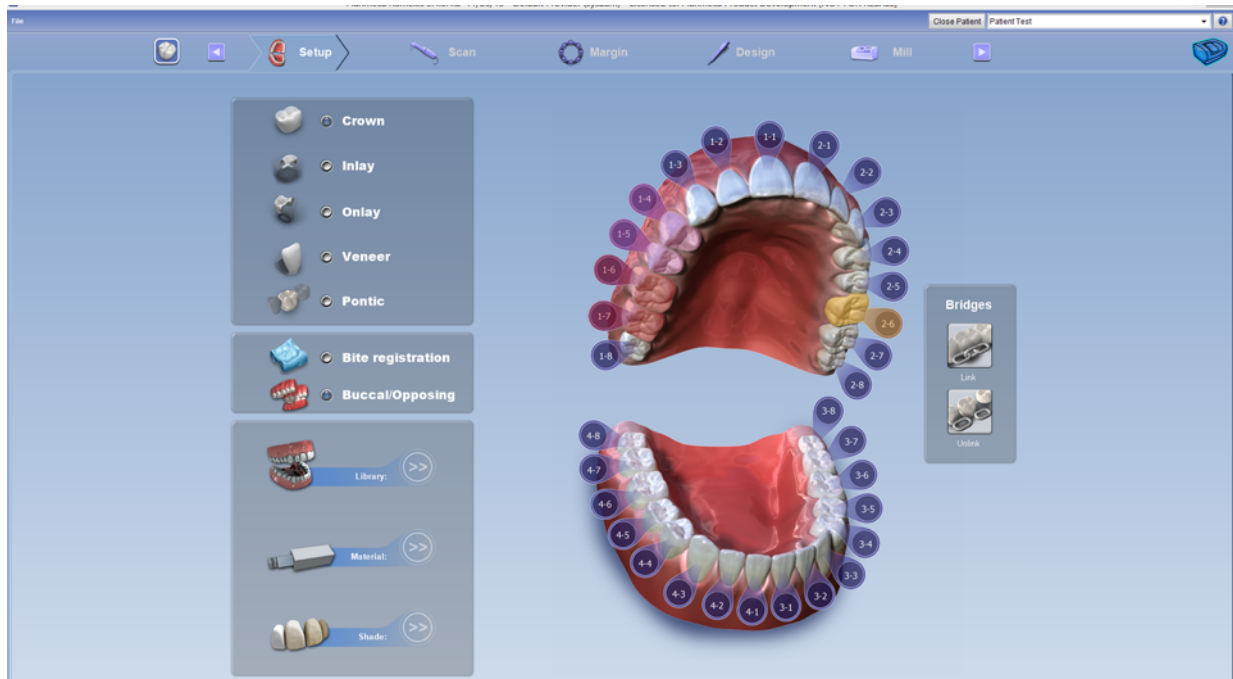 File
Close Patient Patient Test
Setup Scan Margin Design Mill
Crown
Inlay
Onlay
Veneer
Pontic
Bite registration
Buccal/Opposing
Library: >>
Material: >>
Shade: >>
1-1
1-2
1-3
1-4
1-5
1-6
1-7
1-8
2-1
2-2
2-3
2-4
2-5
2-6
2-7
2-8
3-8
3-7
3-6
3-5
3-4
3-3
3-2
3-1
4-8
4-7
4-6
4-5
4-4
4-3
4-2
4-1
Bridges
Link
Unlink